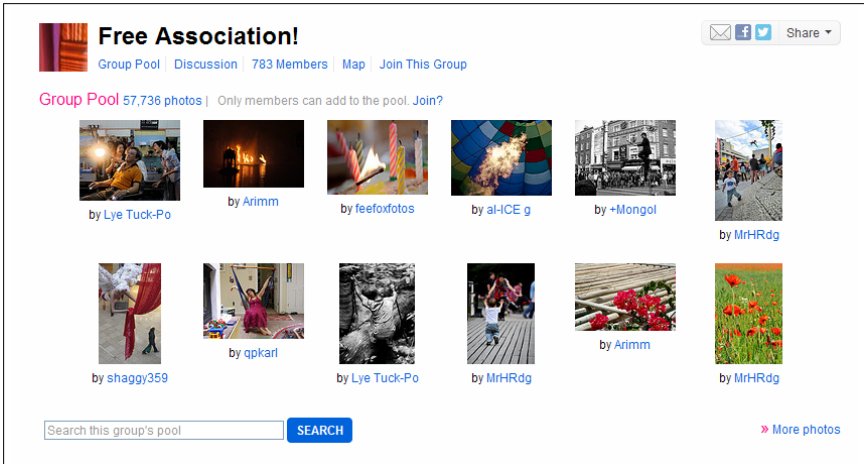 Free Association!
Share
Group Pool Discussion 783 Members Map Join This Group
Group Pool 57,736 photos | Only members can add to the pool. Join?
by Lye Tuck-Po
by Arimm
by feefoxfotos
by al-ICE g
by +Mongol
by MrHRdg
by shaggy359
by qpkarl
by Lye Tuck-Po
by MrHRdg
by Arimm
by MrHRdg
Search this group's pool
SEARCH
» More photos